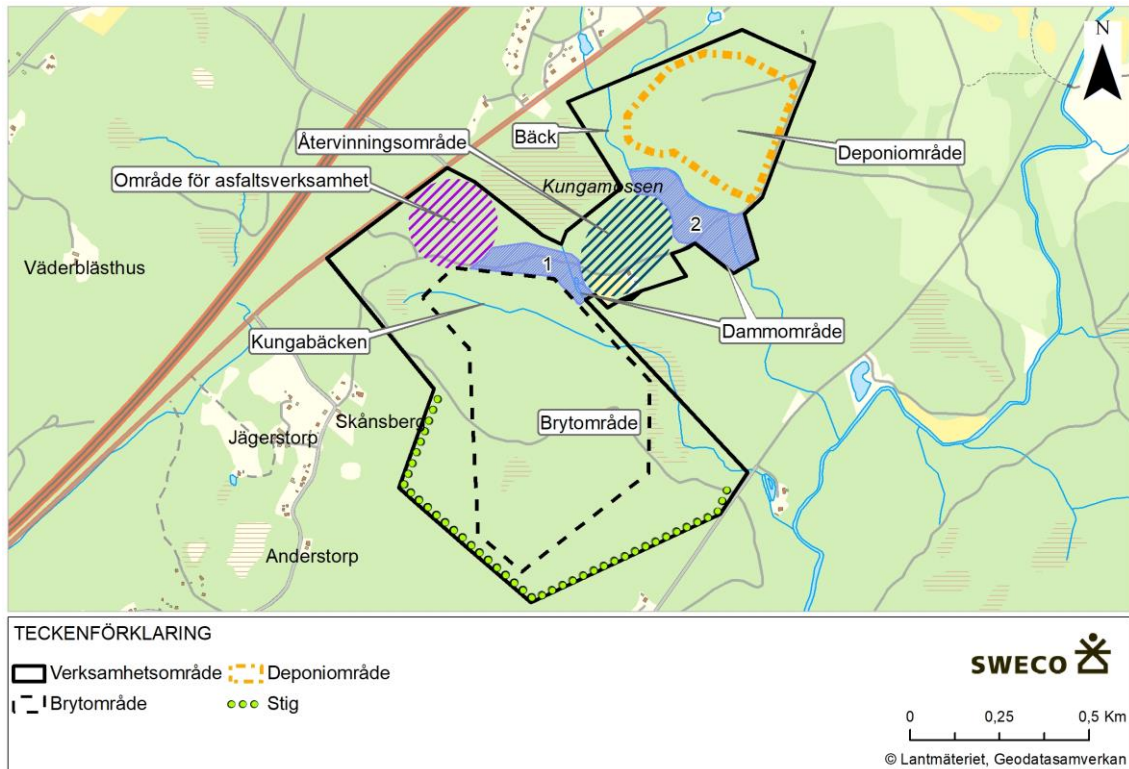 N
Återvinningsområde
Bäck
Deponiområde
Område för asfaltsverksamhet
Kungamossen
2
Väderblästhus
1
Dammområde
Kungabäcken
Skånsberg
Brytområde
Jägerstorp
Anderstorp
TECKENFÖRKLARING
Verksamhetsområde
Deponiområde
Brytområde
Stig
SWECO
0 0,25 0,5 Km
© Lantmäteriet, Geodatasamverkan